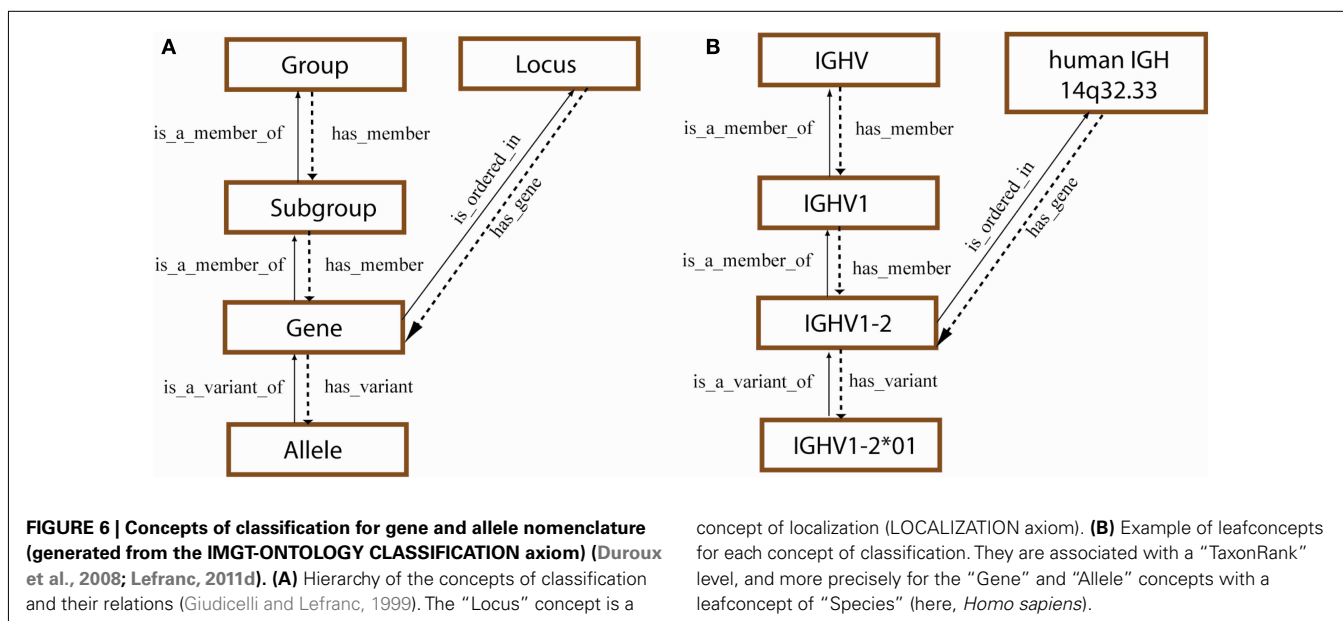 A
Group
Locus
is_a_member_of
has_member
is_ordered_in
has_gene
Subgroup
is_a_member_of
has_member
Gene
is_a_variant_of
has_variant
Allele
B
IGHV
human IGH
14q32.33
is_a_member_of
has_member
is_ordered_in
has_gene
IGHV1
is_a_member_of
has_member
IGHV1-2
is_a_variant_of
has_variant
IGHV1-2*01
FIGURE 6 | Concepts of classification for gene and allele nomenclature
(generated from the IMGT-ONTOLOGY CLASSIFICATION axiom) (Duroux
et al., 2008; Lefranc, 2011d). (A) Hierarchy of the concepts of classification
and their relations (Giudicelli and Lefranc, 1999). The “Locus” concept is a
concept of localization (LOCALIZATION axiom). (B) Example of leafconcepts
for each concept of classification. They are associated with a “TaxonRank”
level, and more precisely for the “Gene” and “Allele” concepts with a
leafconcept of “Species” (here, Homo sapiens).